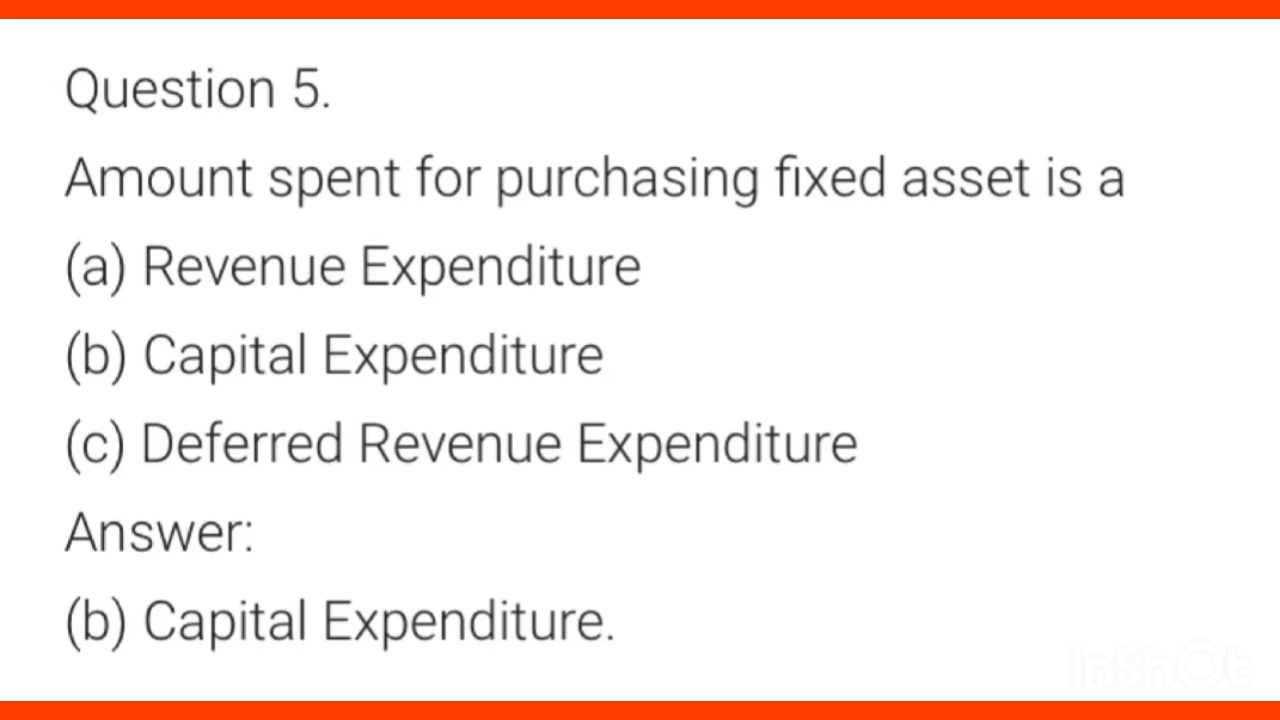 Question 5.
Amount spent for purchasing fixed asset is a
(a) Revenue Expenditure
(b) Capital Expenditure
(c) Deferred Revenue Expenditure
Answer:
(b) Capital Expenditure.
InShOt